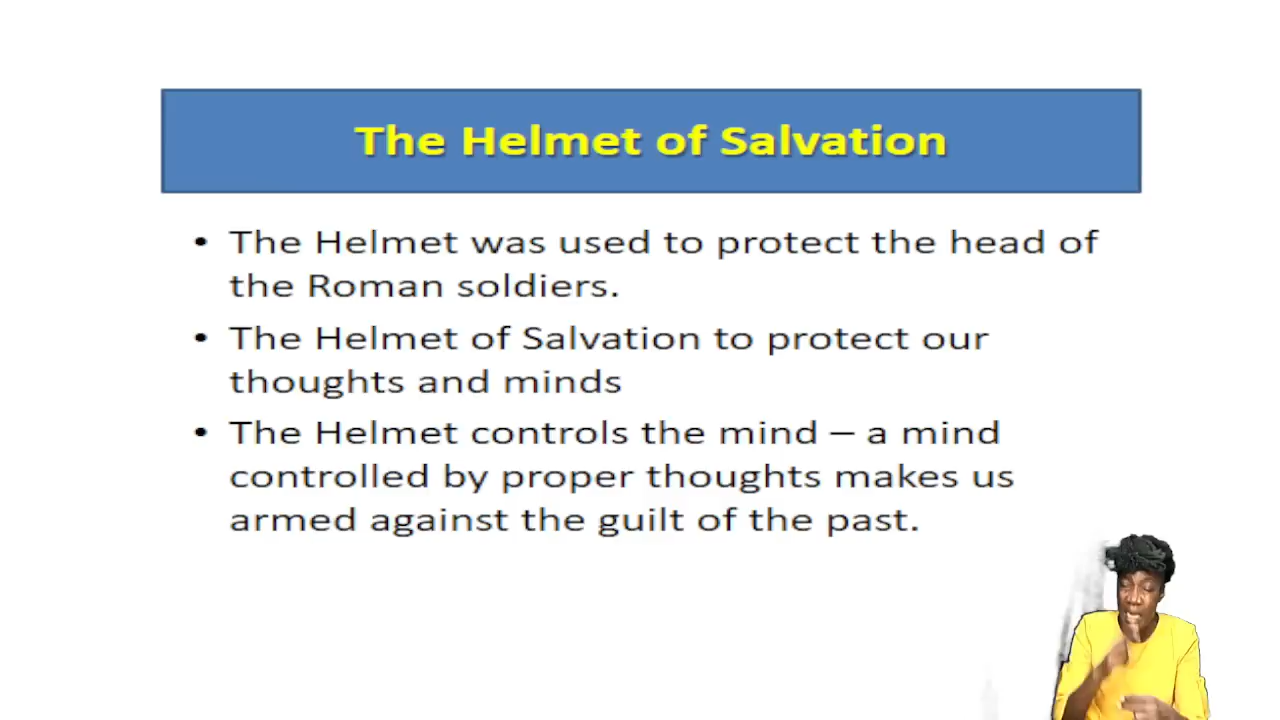 The Helmet of Salvation
• The Helmet was used to protect the head of
the Roman soldiers.
• The Helmet of Salvation to protect our
thoughts and minds
• The Helmet controls the mind – a mind
controlled by proper thoughts makes us
armed against the guilt of the past.